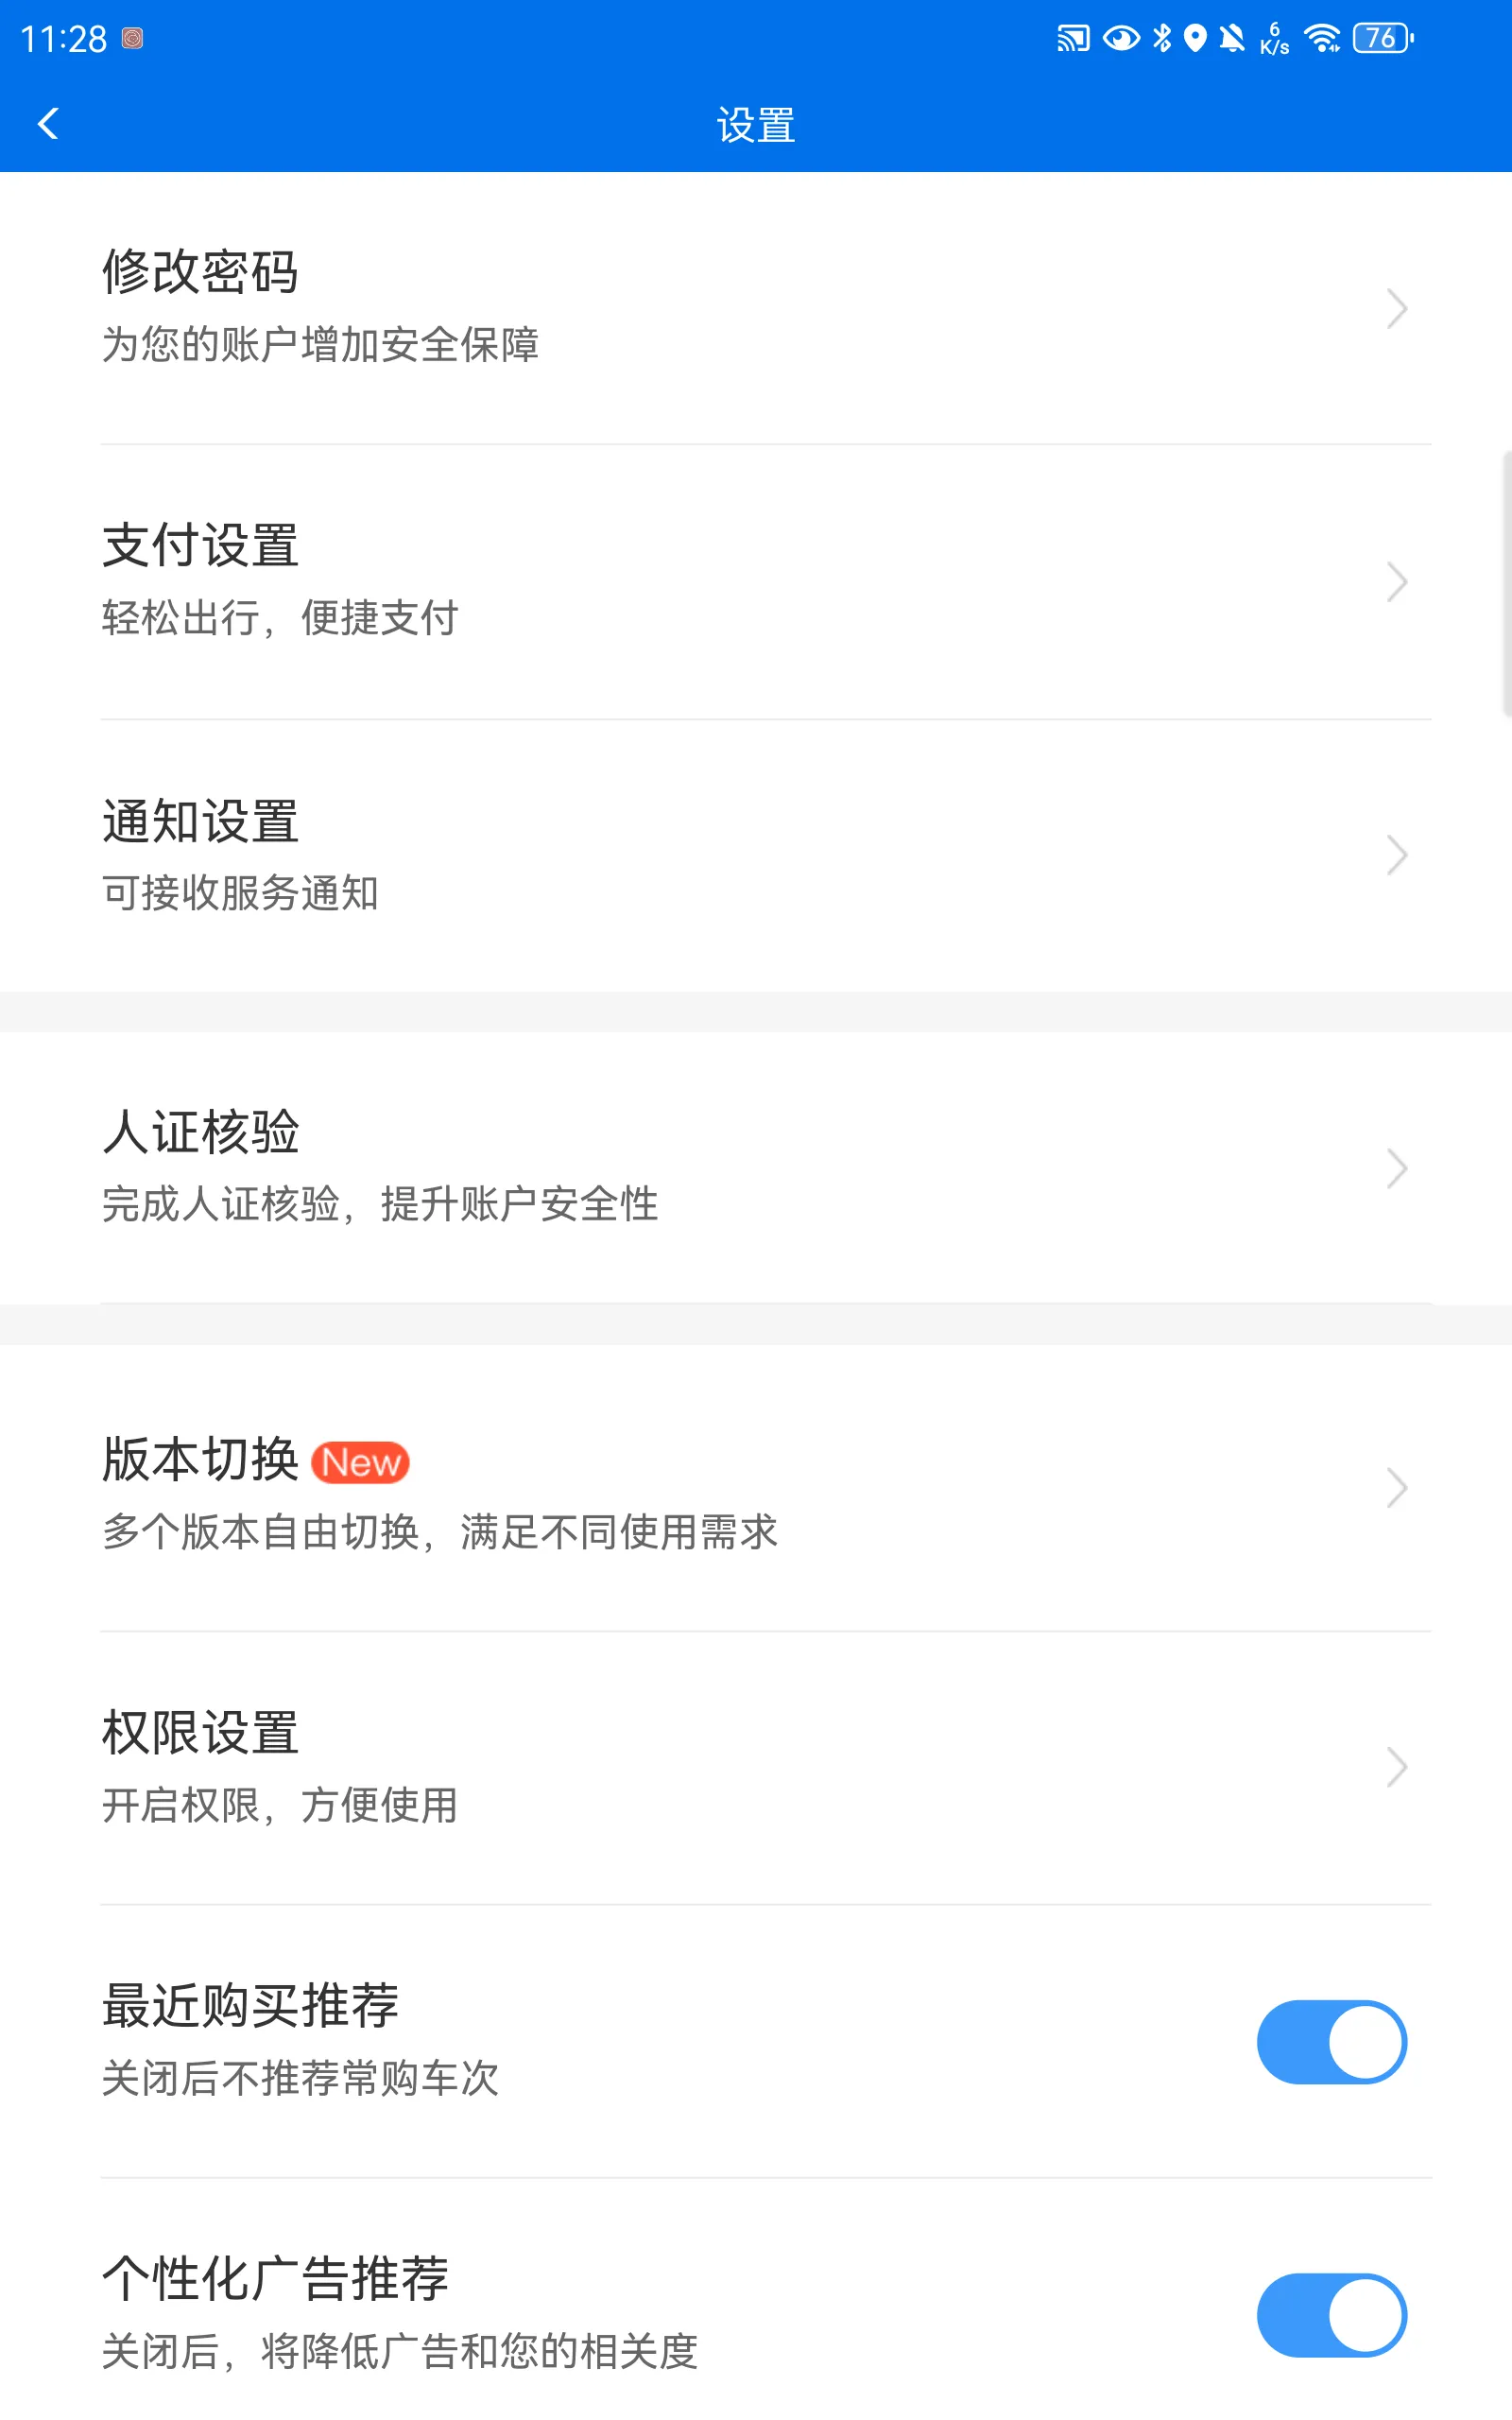 11:28
6
K/s
76
设置
修改密码
为您的账户增加安全保障
支付设置
轻松出行，便捷支付
通知设置
可接收服务通知
人证核验
完成人证核验，提升账户安全性
版本切换 New
多个版本自由切换，满足不同使用需求
权限设置
开启权限，方便使用
最近购买推荐
关闭后不推荐常购车次
个性化广告推荐
关闭后，将降低广告和您的相关度